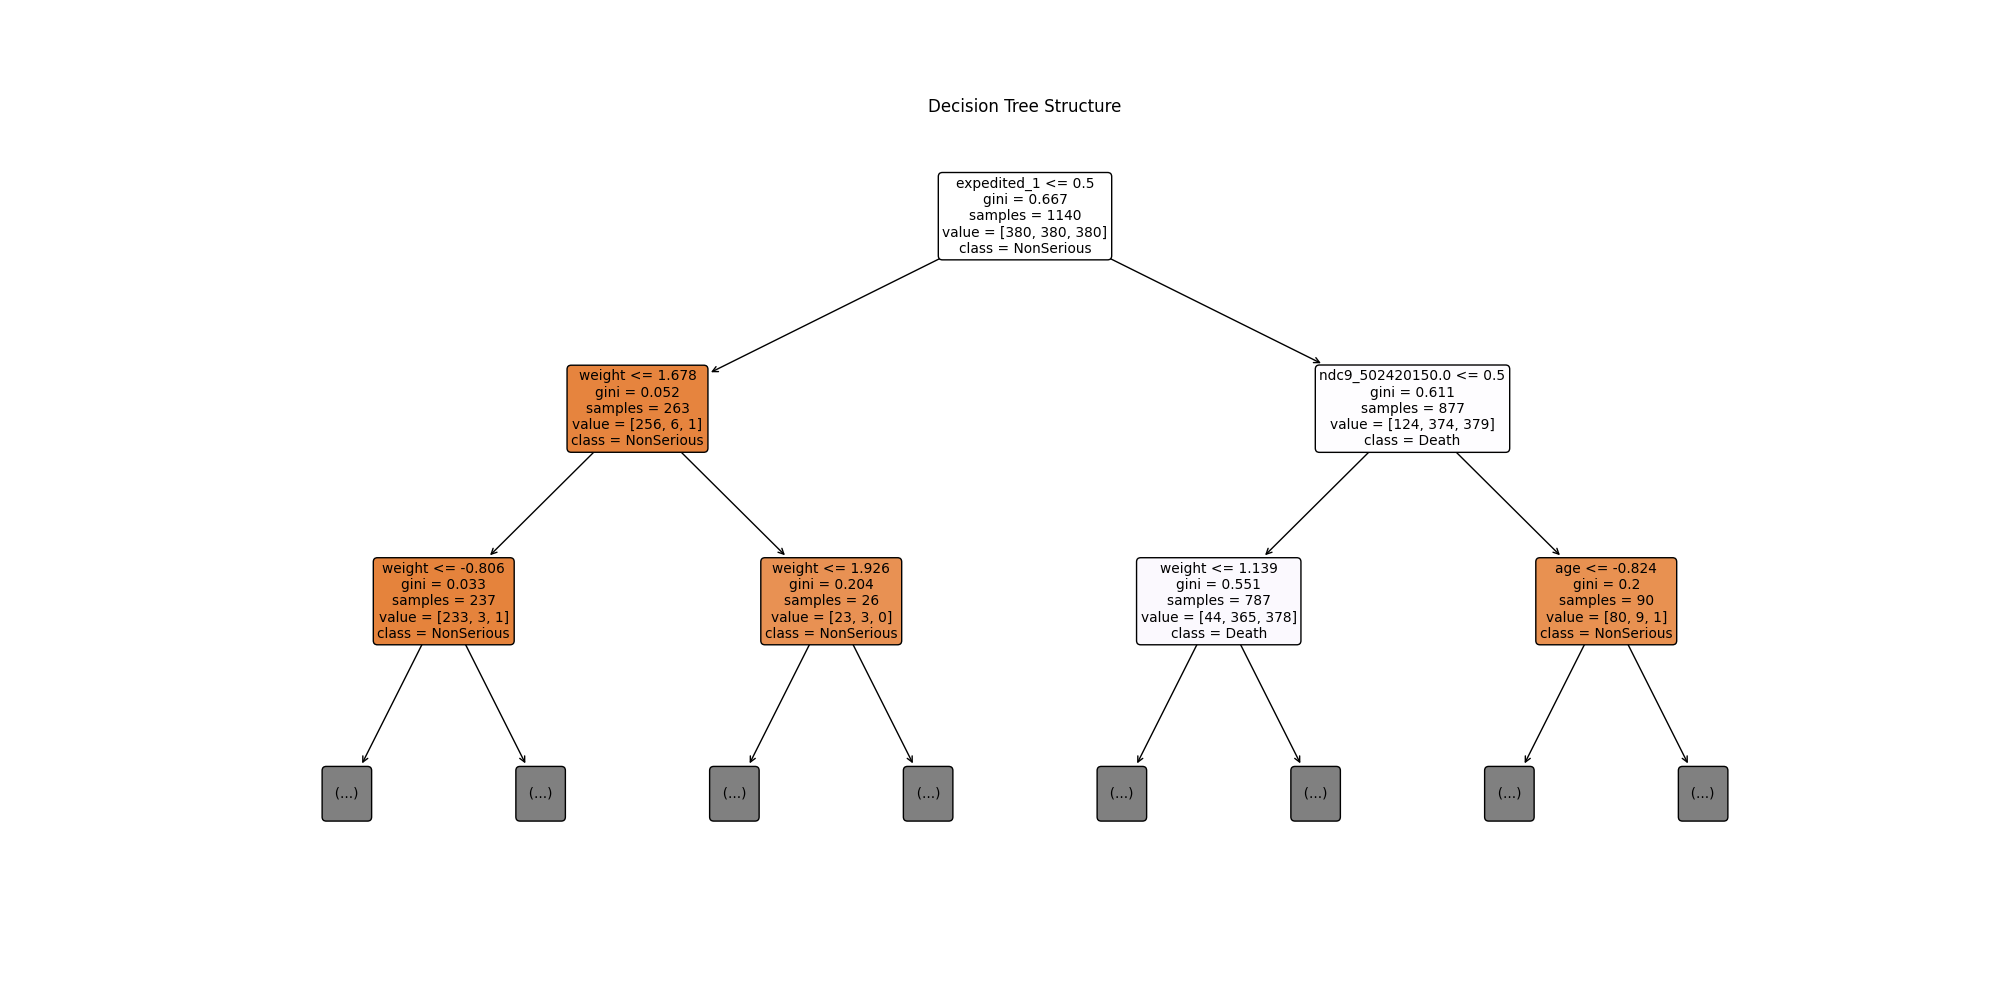 Decision Tree Structure
expedited_1 <= 0.5
gini = 0.667
samples = 1140
value = [380, 380, 380]
class = NonSerious
weight <= 1.678
gini = 0.052
samples = 263
value = [256, 6, 1]
class = NonSerious
ndc9_502420150.0 <= 0.5
gini = 0.611
samples = 877
value = [124, 374, 379]
class = Death
weight <= -0.806
gini = 0.033
samples = 237
value = [233, 3, 1]
class = NonSerious
weight <= 1.926
gini = 0.204
samples = 26
value = [23, 3, 0]
class = NonSerious
weight <= 1.139
gini = 0.551
samples = 787
value = [44, 365, 378]
class = Death
age <= -0.824
gini = 0.2
samples = 90
value = [80, 9, 1]
class = NonSerious
(...)
(...)
(...)
(...)
(...)
(...)
(...)
(...)